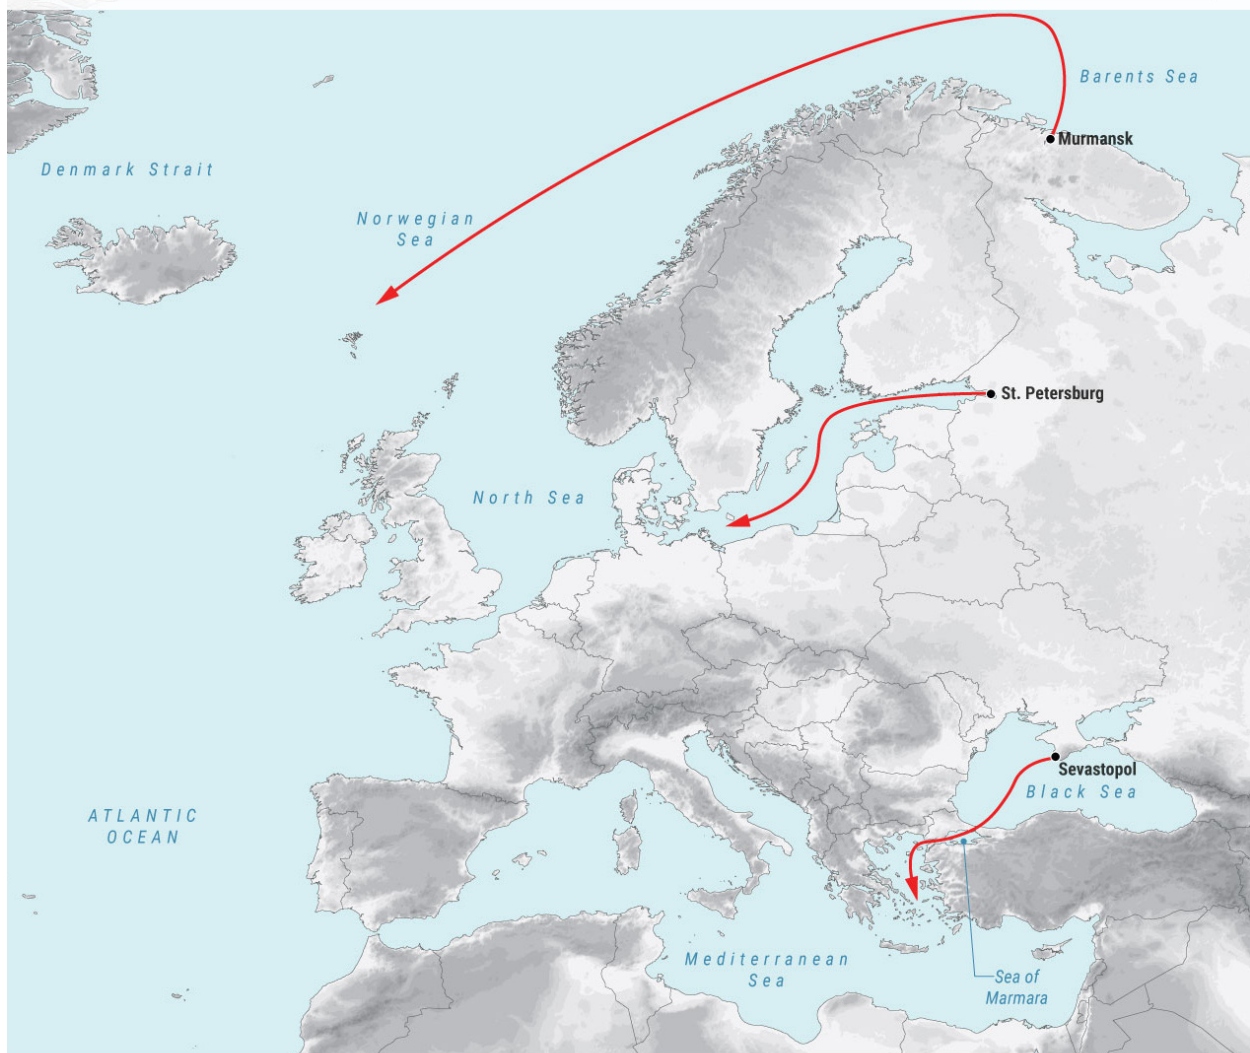 Barents Sea
Murmansk
Denmark Strait
Norwegian
Sea
St. Petersburg
North Sea
Sevastopol
Black Sea
ATLANTIC
OCEAN
Mediterranean
Sea
Sea of
Marmara